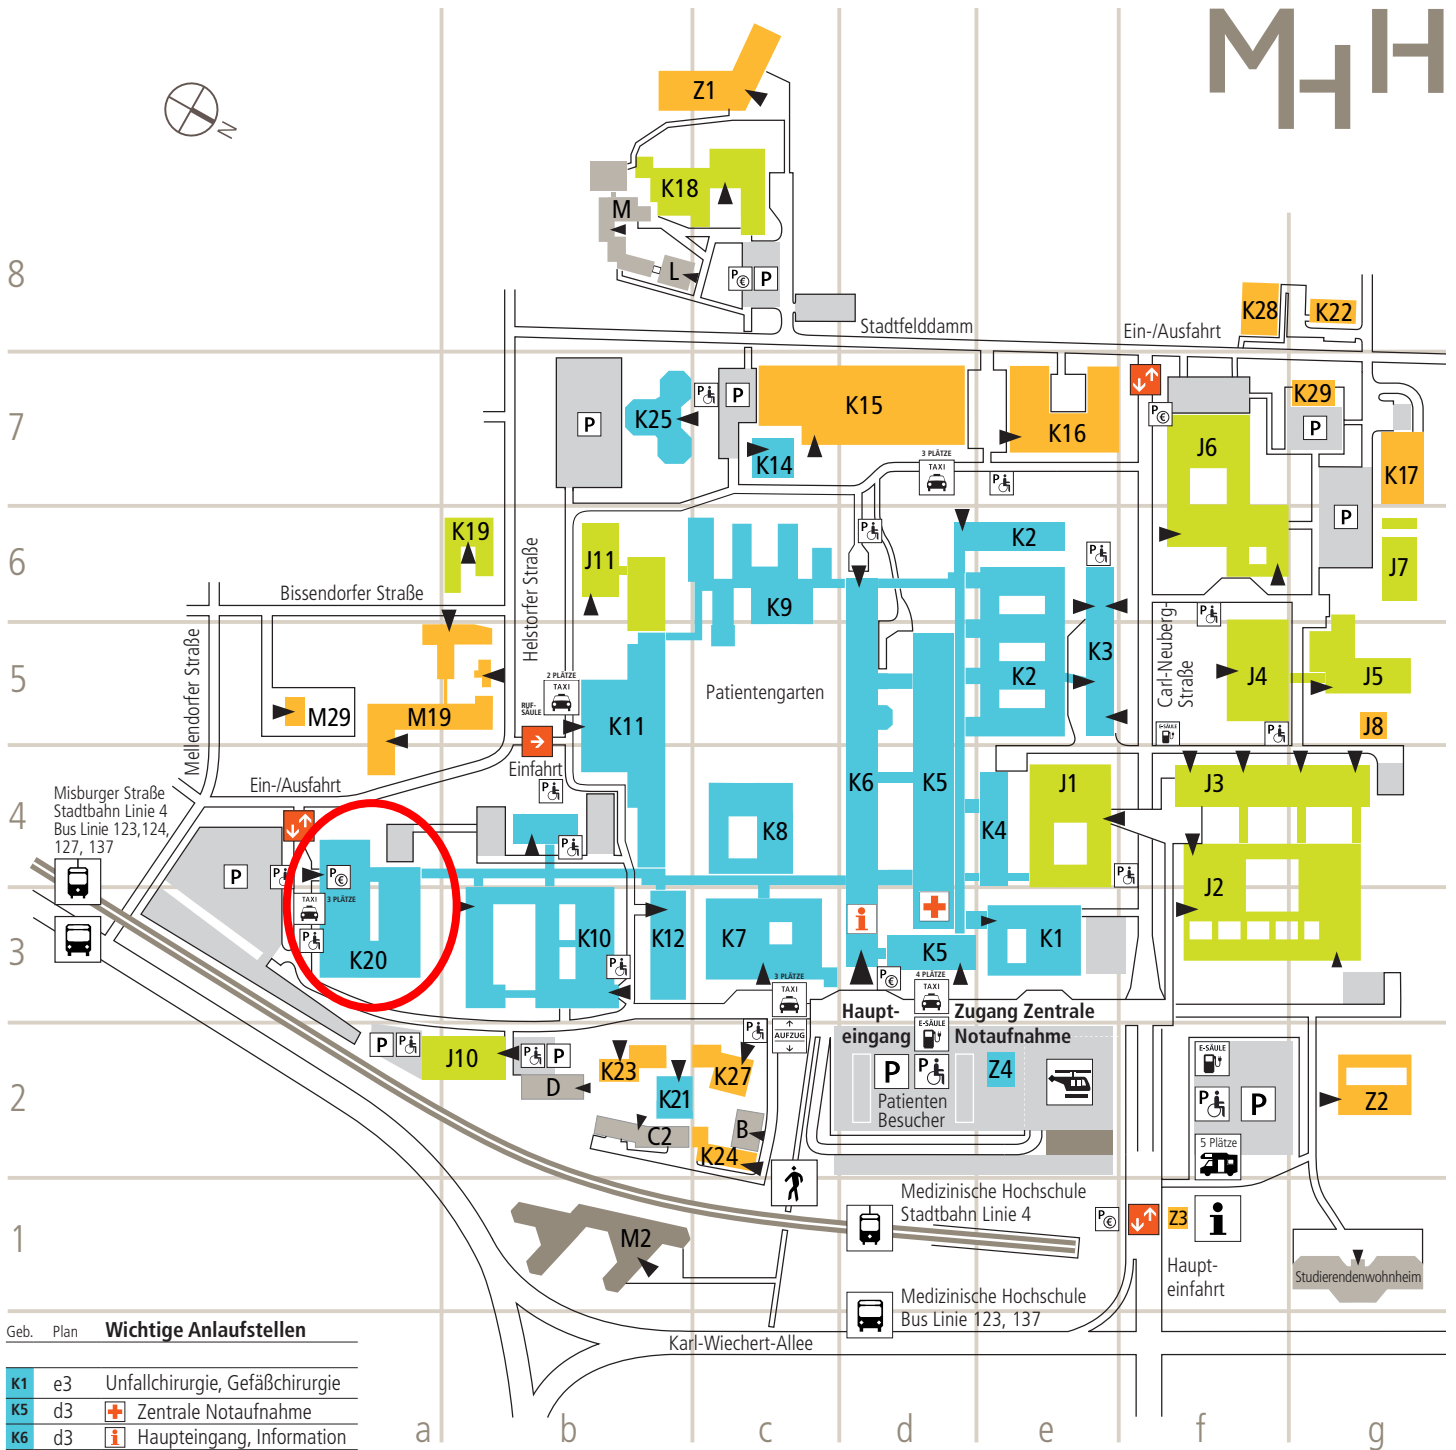 MHH
N
Z1
K18
M
L
P€
P
8
Stadtfelddamm
Ein-/Ausfahrt
K28
K22
7
P
K25
P
P
K15
K14
K16
3 PLÄTZE
TAXI
P
P€
K29
P
J6
K17
P
6
K19
J11
K9
P
K2
P
J7
Bissendorfer Straße
Helstorfer Straße
Mellendorfer Straße
5
M29
M19
2 PLÄTZE
TAXI
RUF-
SÄULE
K11
Patientengarten
K2
K3
Carl-Neuberg-
Straße
P
J4
J5
J8
E-SÄULE
P
Einfahrt
P
Ein-/Ausfahrt
4
Misburger Straße
Stadtbahn Linie 4
Bus Linie 123,124,
127, 137
K8
K6
K5
K4
J1
J3
P
P
P
P€
P
J2
3
TAXI
3 PLÄTZE
P
K20
K10
P
K12
K7
i
K5
K1
3 PLÄTZE
TAXI
AUFZUG
P€
4 PLÄTZE
TAXI
Haupt-
eingang
Zugang Zentrale
Notaufnahme
E-SÄULE
2
P
P
J10
P
P
D
K23
K21
K27
P
C2
B
K24
P
P
Patienten
Besucher
Z4
E-SÄULE
P
P
5 Plätze
Z2
1
M2
Medizinische Hochschule
Stadtbahn Linie 4
P€
Z3
i
Haupt-
einfahrt
Studierendenwohnheim
Medizinische Hochschule
Bus Linie 123, 137
Karl-Wiechert-Allee
Geb. Plan Wichtige Anlaufstellen
K1 e3 Unfallchirurgie, Gefäßchirurgie
K5 d3 Zentrale Notaufnahme
K6 d3 i Haupteingang, Information
a b c d e f g